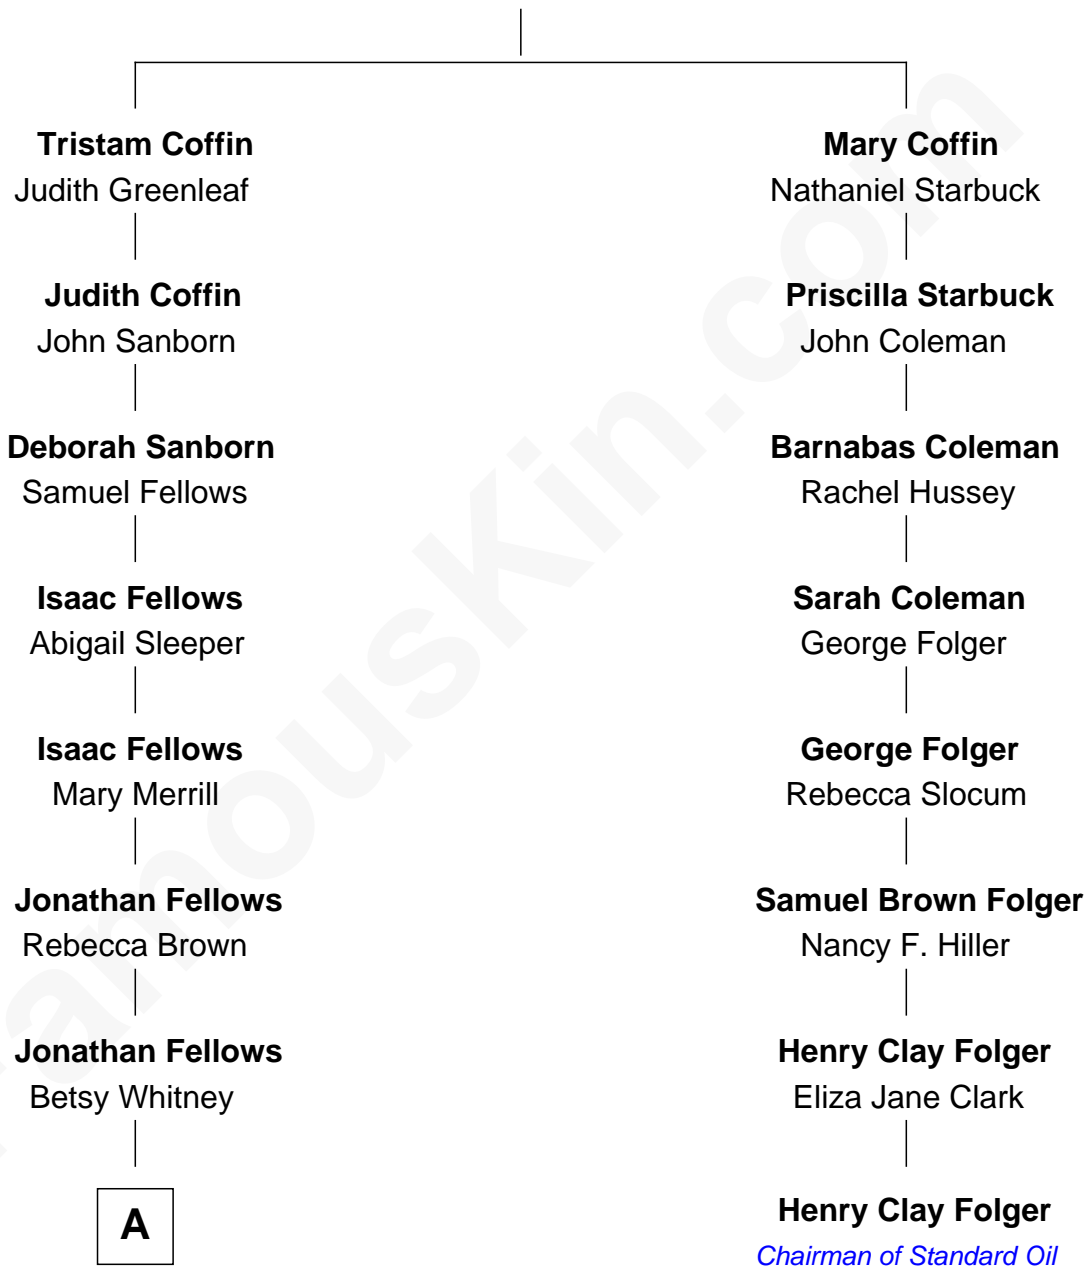 Tristam Coffin
Judith Greenleaf
Judith Coffin
John Sanborn
Deborah Sanborn
Samuel Fellows
Isaac Fellows
Abigail Sleeper
Isaac Fellows
Mary Merrill
Jonathan Fellows
Rebecca Brown
Jonathan Fellows
Betsy Whitney
A
Mary Coffin
Nathaniel Starbuck
Priscilla Starbuck
John Coleman
Barnabas Coleman
Rachel Hussey
Sarah Coleman
George Folger
George Folger
Rebecca Slocum
Samuel Brown Folger
Nancy F. Hiller
Henry Clay Folger
Eliza Jane Clark
Henry Clay Folger
Chairman of Standard Oil
FamousKin.com